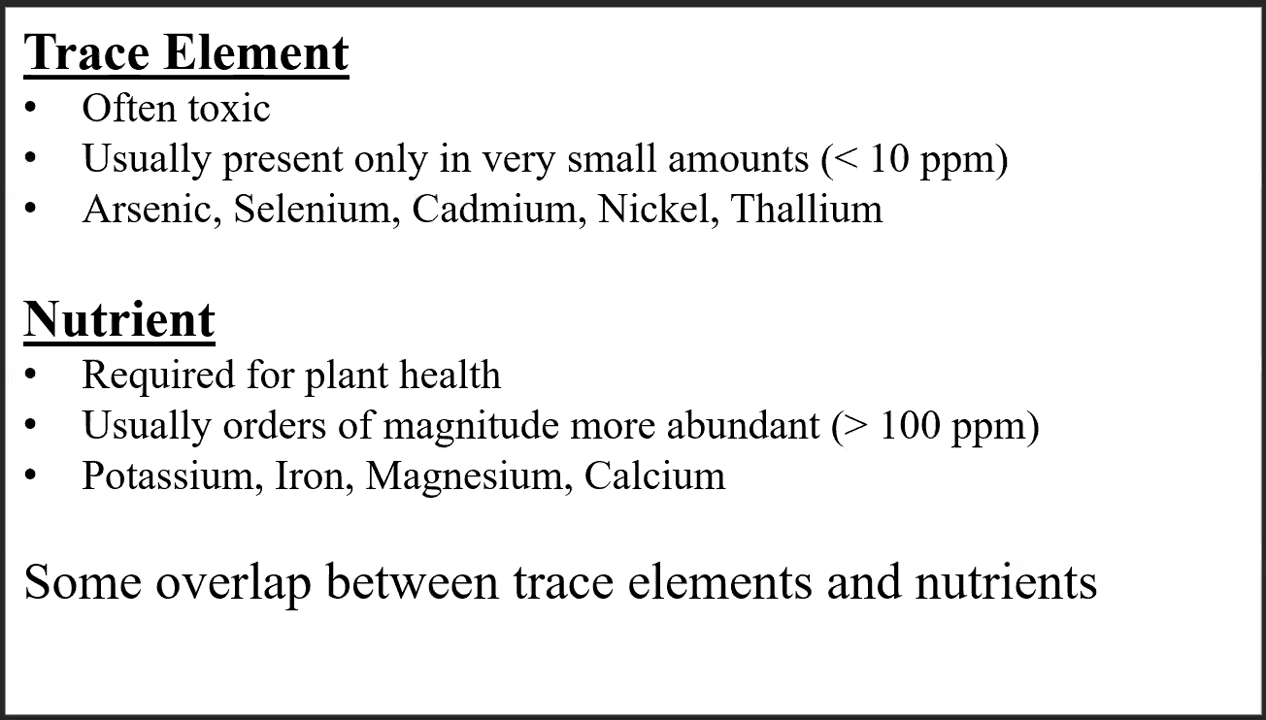 Trace Element
• Often toxic
• Usually present only in very small amounts (< 10 ppm)
• Arsenic, Selenium, Cadmium, Nickel, Thallium
Nutrient
• Required for plant health
• Usually orders of magnitude more abundant (> 100 ppm)
• Potassium, Iron, Magnesium, Calcium
Some overlap between trace elements and nutrients